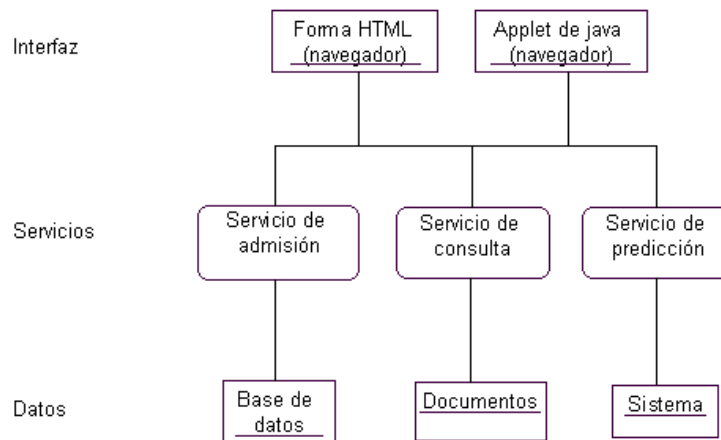 Interfaz
Forma HTML
(navegador)
Applet de java
(navegador)
Servicios
Servicio de
admisión
Servicio de
consulta
Servicio de
predicción
Datos
Base de
datos
Documentos
Sistema